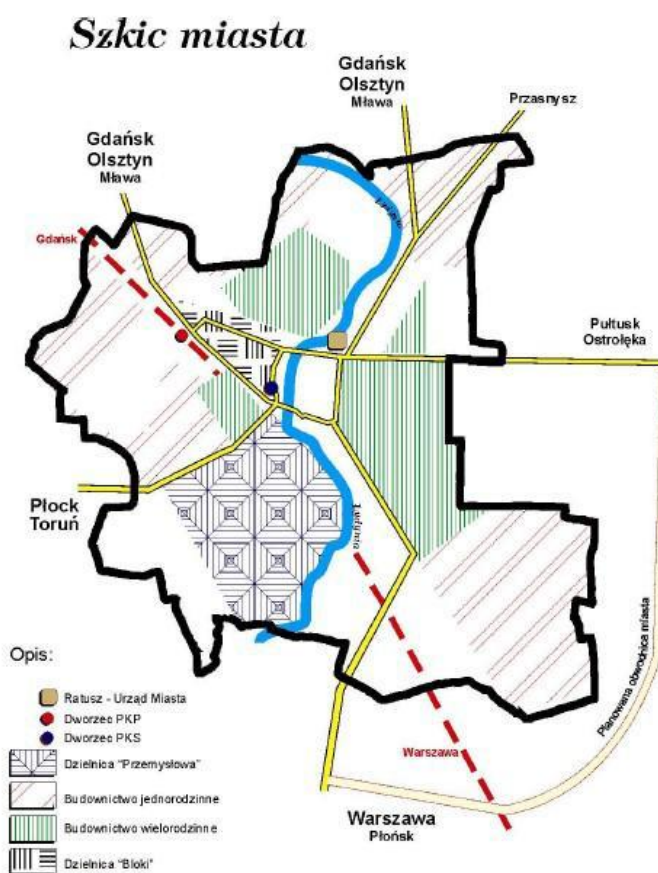 Szkic miasta
Gdańsk
Olsztyn
Mława
Przasnysz
Gdańsk
Olsztyn
Mława
Łydynia
Gdańsk
Pułtusk
Ostrołęka
Płock
Toruń
Łydynia
Planowana obwodnica miasta
Warszawa
Warszawa
Płońsk
Opis:
Ratusz - Urząd Miasta
Dworzec PKP
Dworzec PKS
Dzielnica "Przemysłowa"
Budownictwo jednorodzinne
Budownictwo wielorodzinne
Dzielnica "Bloki"